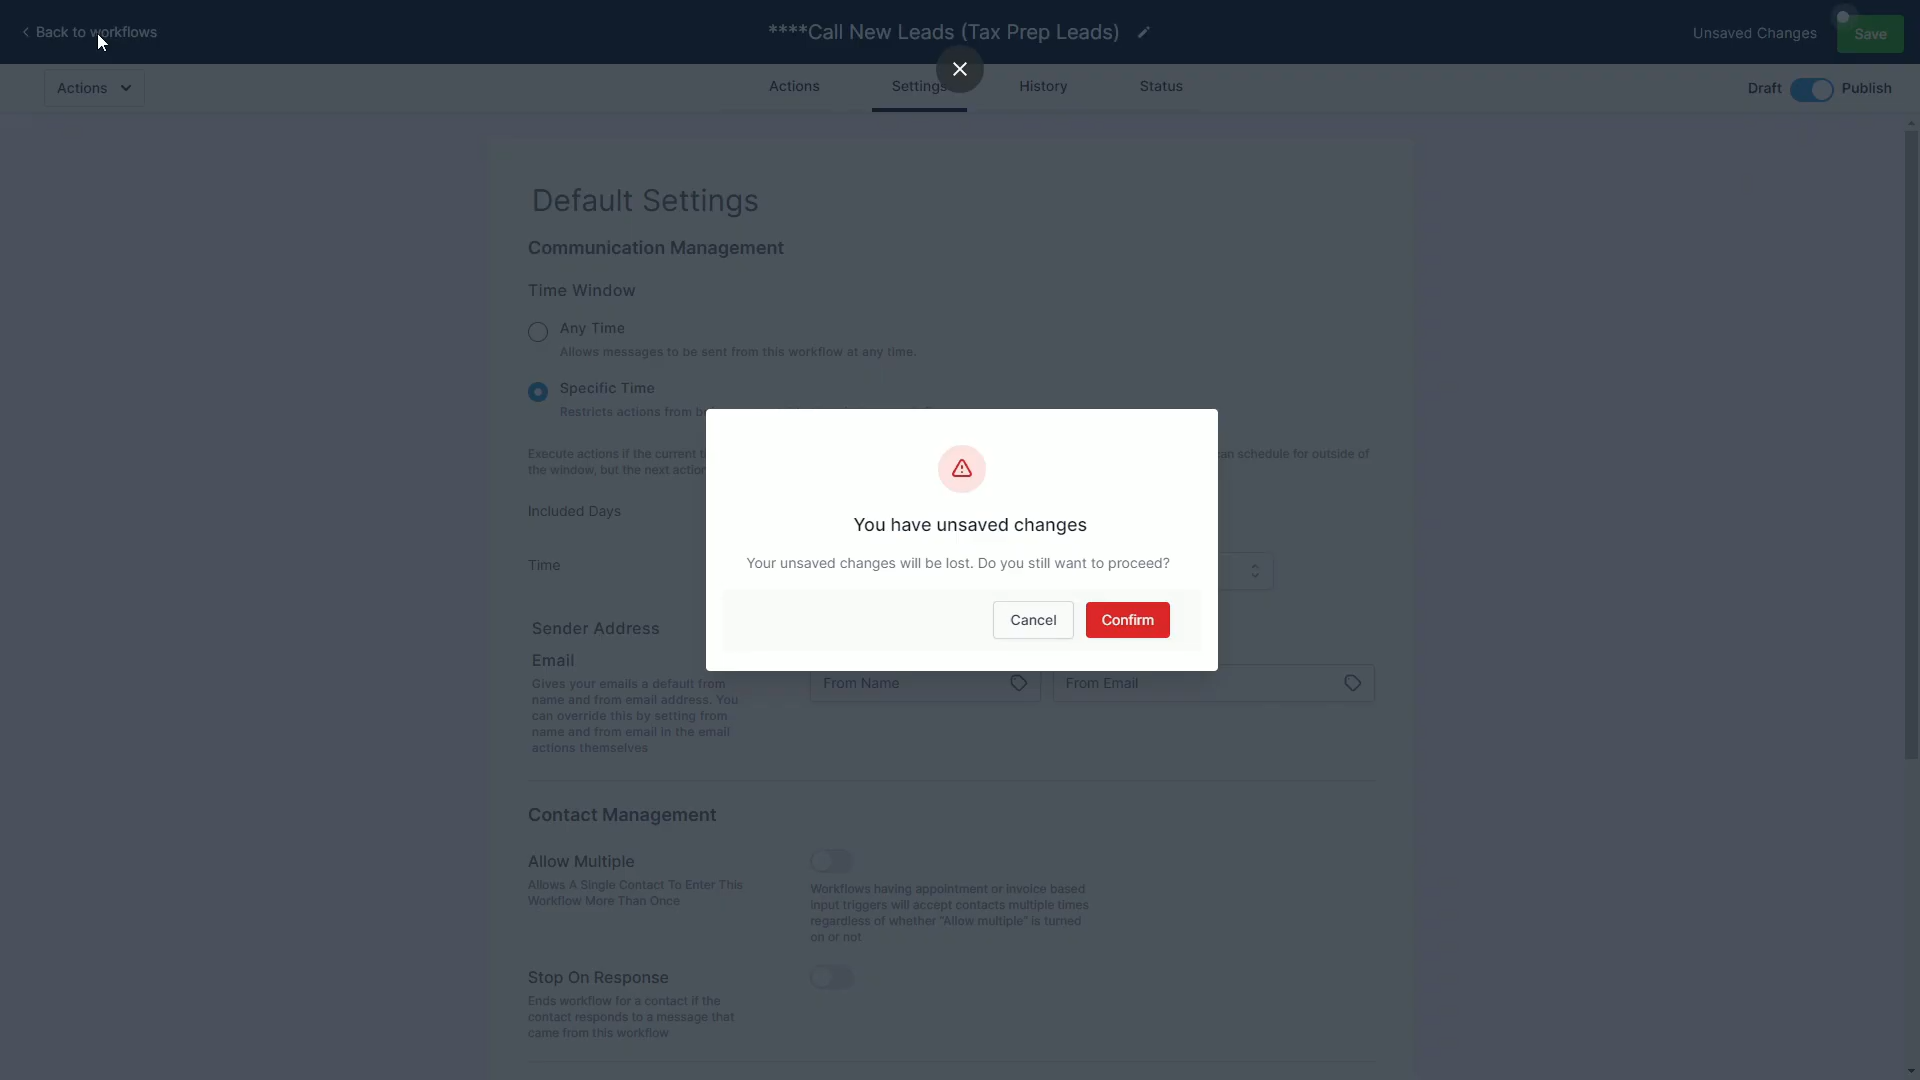 Back to workflows
****Call New Leads (Tax Prep Leads)
Unsaved Changes
Save
Actions
Actions
Settings
History
Status
Draft
Publish
Default Settings
Communication Management
Time Window
Any Time
Allows messages to be sent from this workflow at any time.
Specific Time
Restricts actions from
Execute actions if the current
can schedule for outside of
the window, but the next action
Included Days
Time
You have unsaved changes
Your unsaved changes will be lost. Do you still want to proceed?
Cancel
Confirm
Sender Address
Email
Gives your emails a default from
name and from email address. You
can override this by setting from
name and from email in the email
actions themselves
From Name
From Email
Contact Management
Allow Multiple
Allows A Single Contact To Enter This
Workflow More Than Once
Workflows having appointment or invoice based
input triggers will accept contacts multiple times
regardless of whether "Allow multiple" is turned
on or not
Stop On Response
Ends workflow for a contact if the
contact responds to a message that
came from this workflow